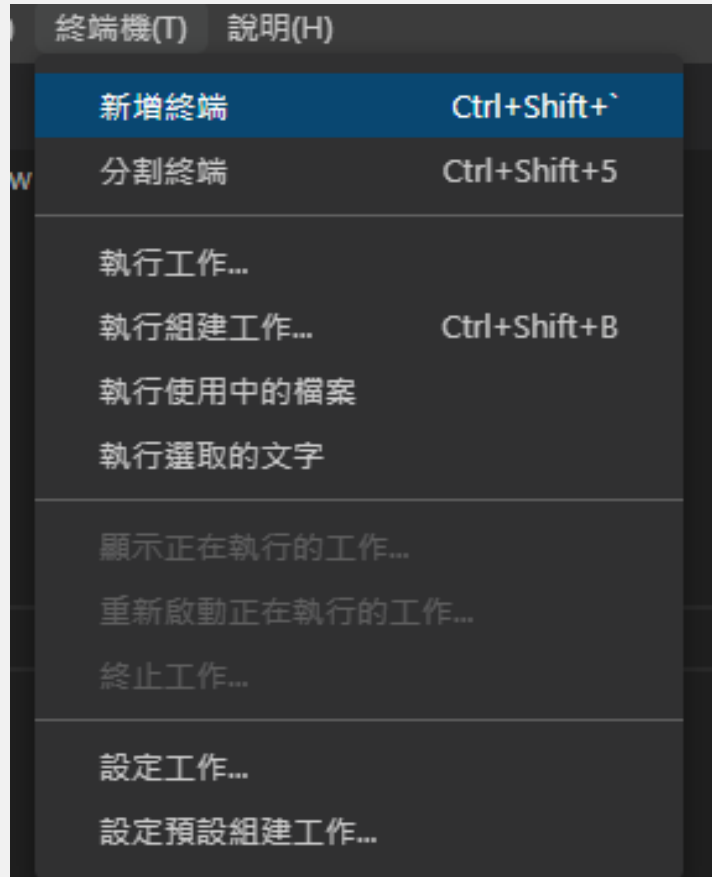 ) 終端機(T) 說明(H)
新增終端 Ctrl+Shift+`
分割終端 Ctrl+Shift+5
w
執行工作...
執行組建工作... Ctrl+Shift+B
執行使用中的檔案
執行選取的文字
顯示正在執行的工作...
重新啟動正在執行的工作...
終止工作...
設定工作...
設定預設組建工作...